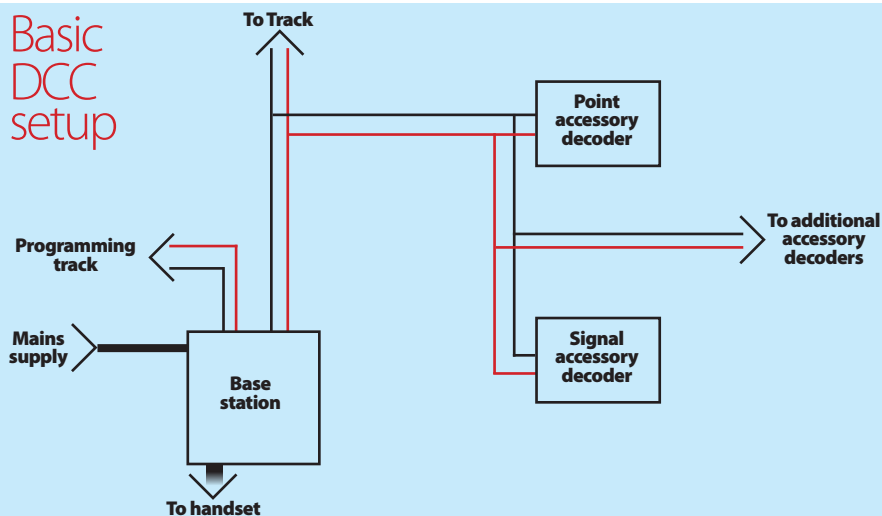 Basic
DCC
setup
To Track
Point
accessory
decoder
Programming
track
To additional
accessory
decoders
Mains
supply
Base
station
Signal
accessory
decoder
To handset